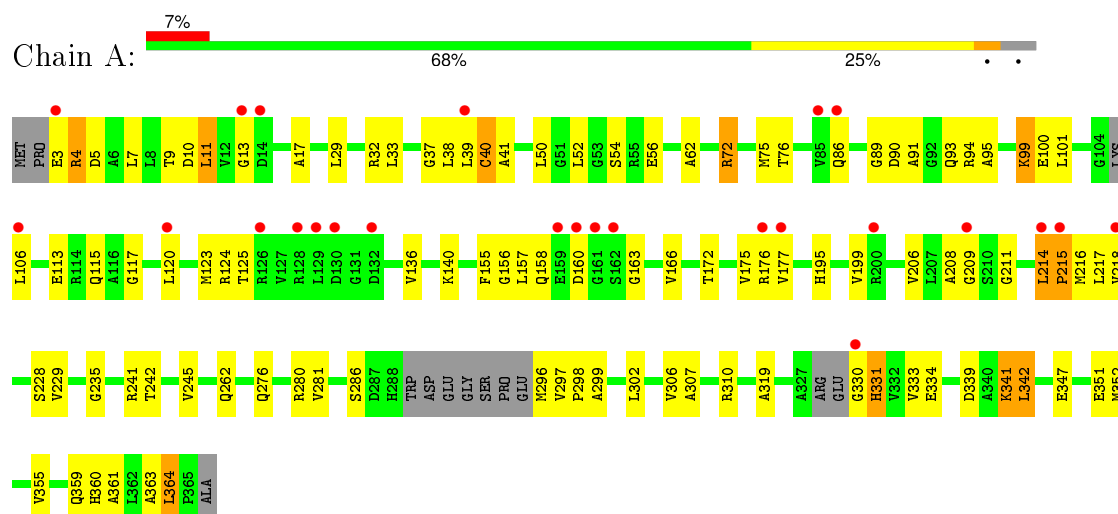 7%
Chain A:
68% 25% • •
MET PRO E3 R4 D5 A6 L7 L8 T9 D10 L11 V12 G13 D14 A17 L29 R32 L33 G37 L38 L39 C40 A41 L50 G51 L52 G53 S54 R55 E56 A62 R72 M75 T76 V85 Q86 G89 D90 A91 G92 Q93 R94 A95 K99 E100 L101 G104 LYS
L106 E113 R114 Q115 A116 G117 L120 M123 R124 T125 R126 V127 R128 L129 D130 G131 D132 V136 K140 F155 G156 L157 Q158 E159 D160 G161 S162 G163 V166 T172 V175 R176 V177 H195 V199 R200 V206 L207 A208 G209 S210 G211 L214 P215 M216 L217 V218
S228 V229 G235 R241 T242 V245 Q262 Q276 R280 V281 S286 D287 H288 TRP ASP GLU GLY SER PRO GLU M296 V297 P298 A299 L302 V306 A307 R310 A319 A327 ARG GLU G330 H331 V332 V333 E334 D339 A340 K341 L342 E347 E351 M352
V355 Q359 H360 A361 L362 A363 L364 P365 ALA